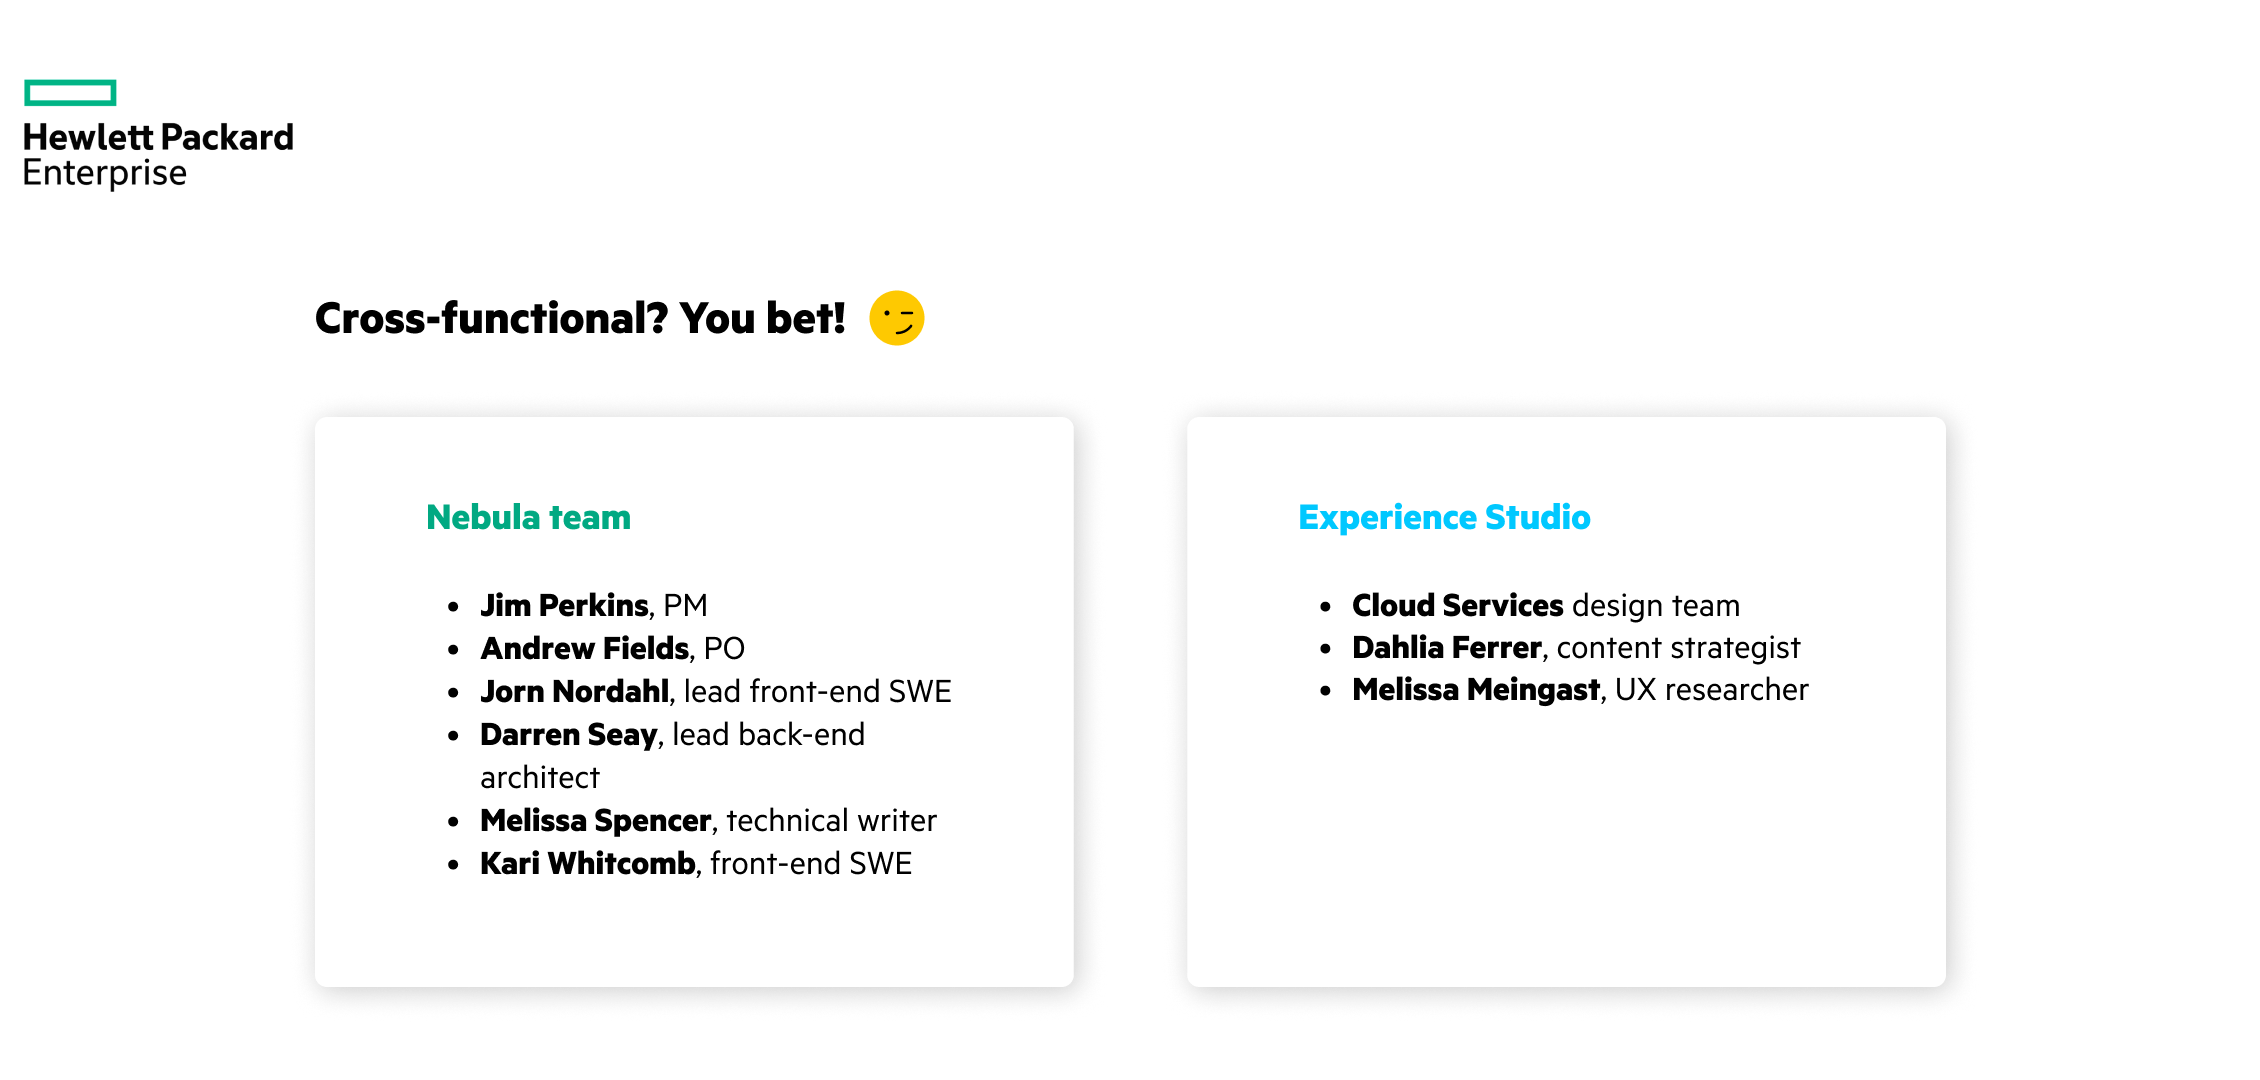 Hewlett Packard
Enterprise
Cross-functional? You bet!
Nebula team
• Jim Perkins, PM
• Andrew Fields, PO
• Jorn Nordahl, lead front-end SWE
• Darren Seay, lead back-end
architect
• Melissa Spencer, technical writer
• Kari Whitcomb, front-end SWE
Experience Studio
• Cloud Services design team
• Dahlia Ferrer, content strategist
• Melissa Meingast, UX researcher